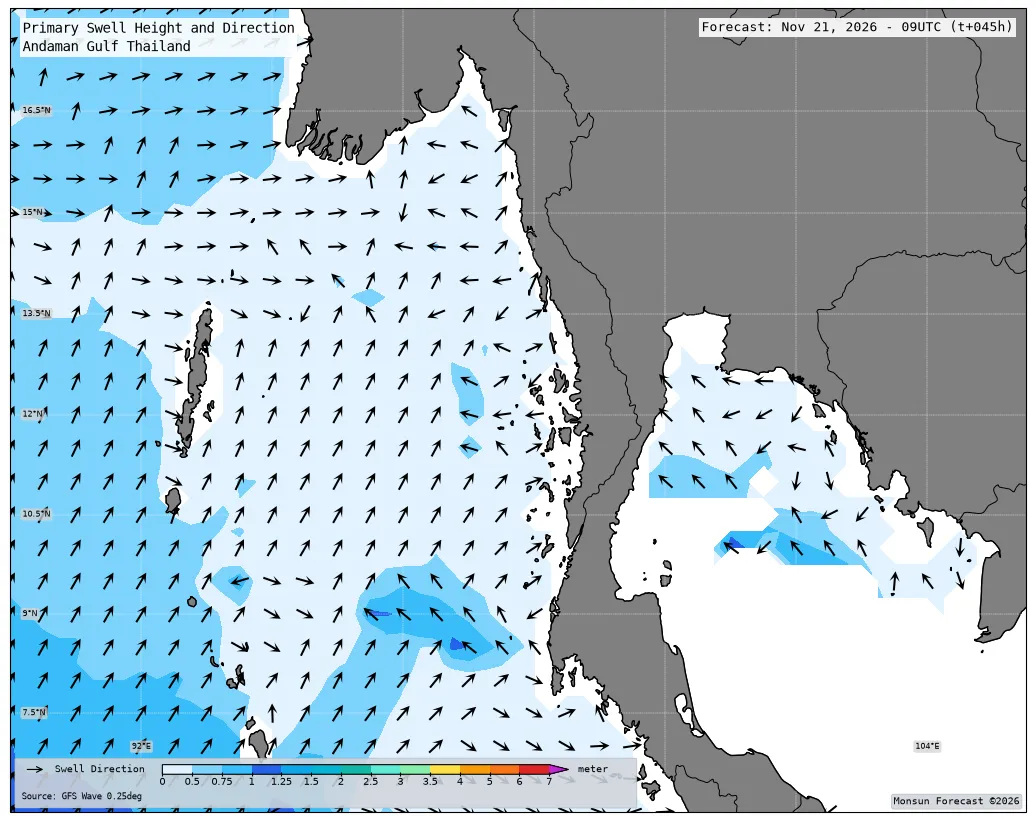 Primary Swell Height and Direction
Andaman Gulf Thailand
Forecast: Nov 21, 2026 - 09UTC (t+045h)
16.5°N
15°N
13.5°N
12°N
10.5°N
9°N
7.5°N
92°E
104°E
Swell Direction
0 0.5 0.75 1.25 1.5 2 2.5 3 3.5 4 5 6 7
meter
Source: GFS Wave 0.25deg
Monsun Forecast ©2026